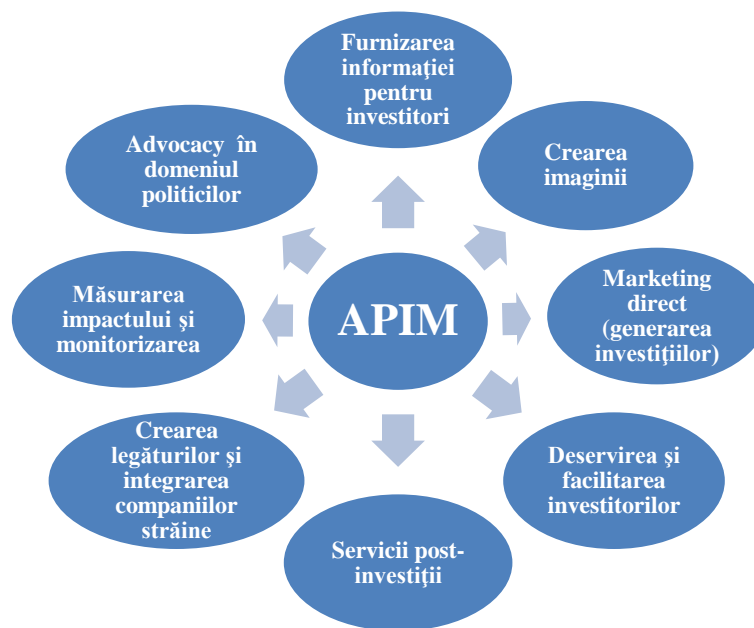 Furnizarea
informaţiei
pentru
investitori
Crearea
imaginii
Marketing
direct
(generarea
investiţiilor)
Deservirea şi
facilitarea
investitorilor
Servicii post-
investiţii
Crearea
legăturilor şi
integrarea
companiilor
străine
Măsurarea
impactului şi
monitorizarea
Advocacy în
domeniul
politicilor
APIM